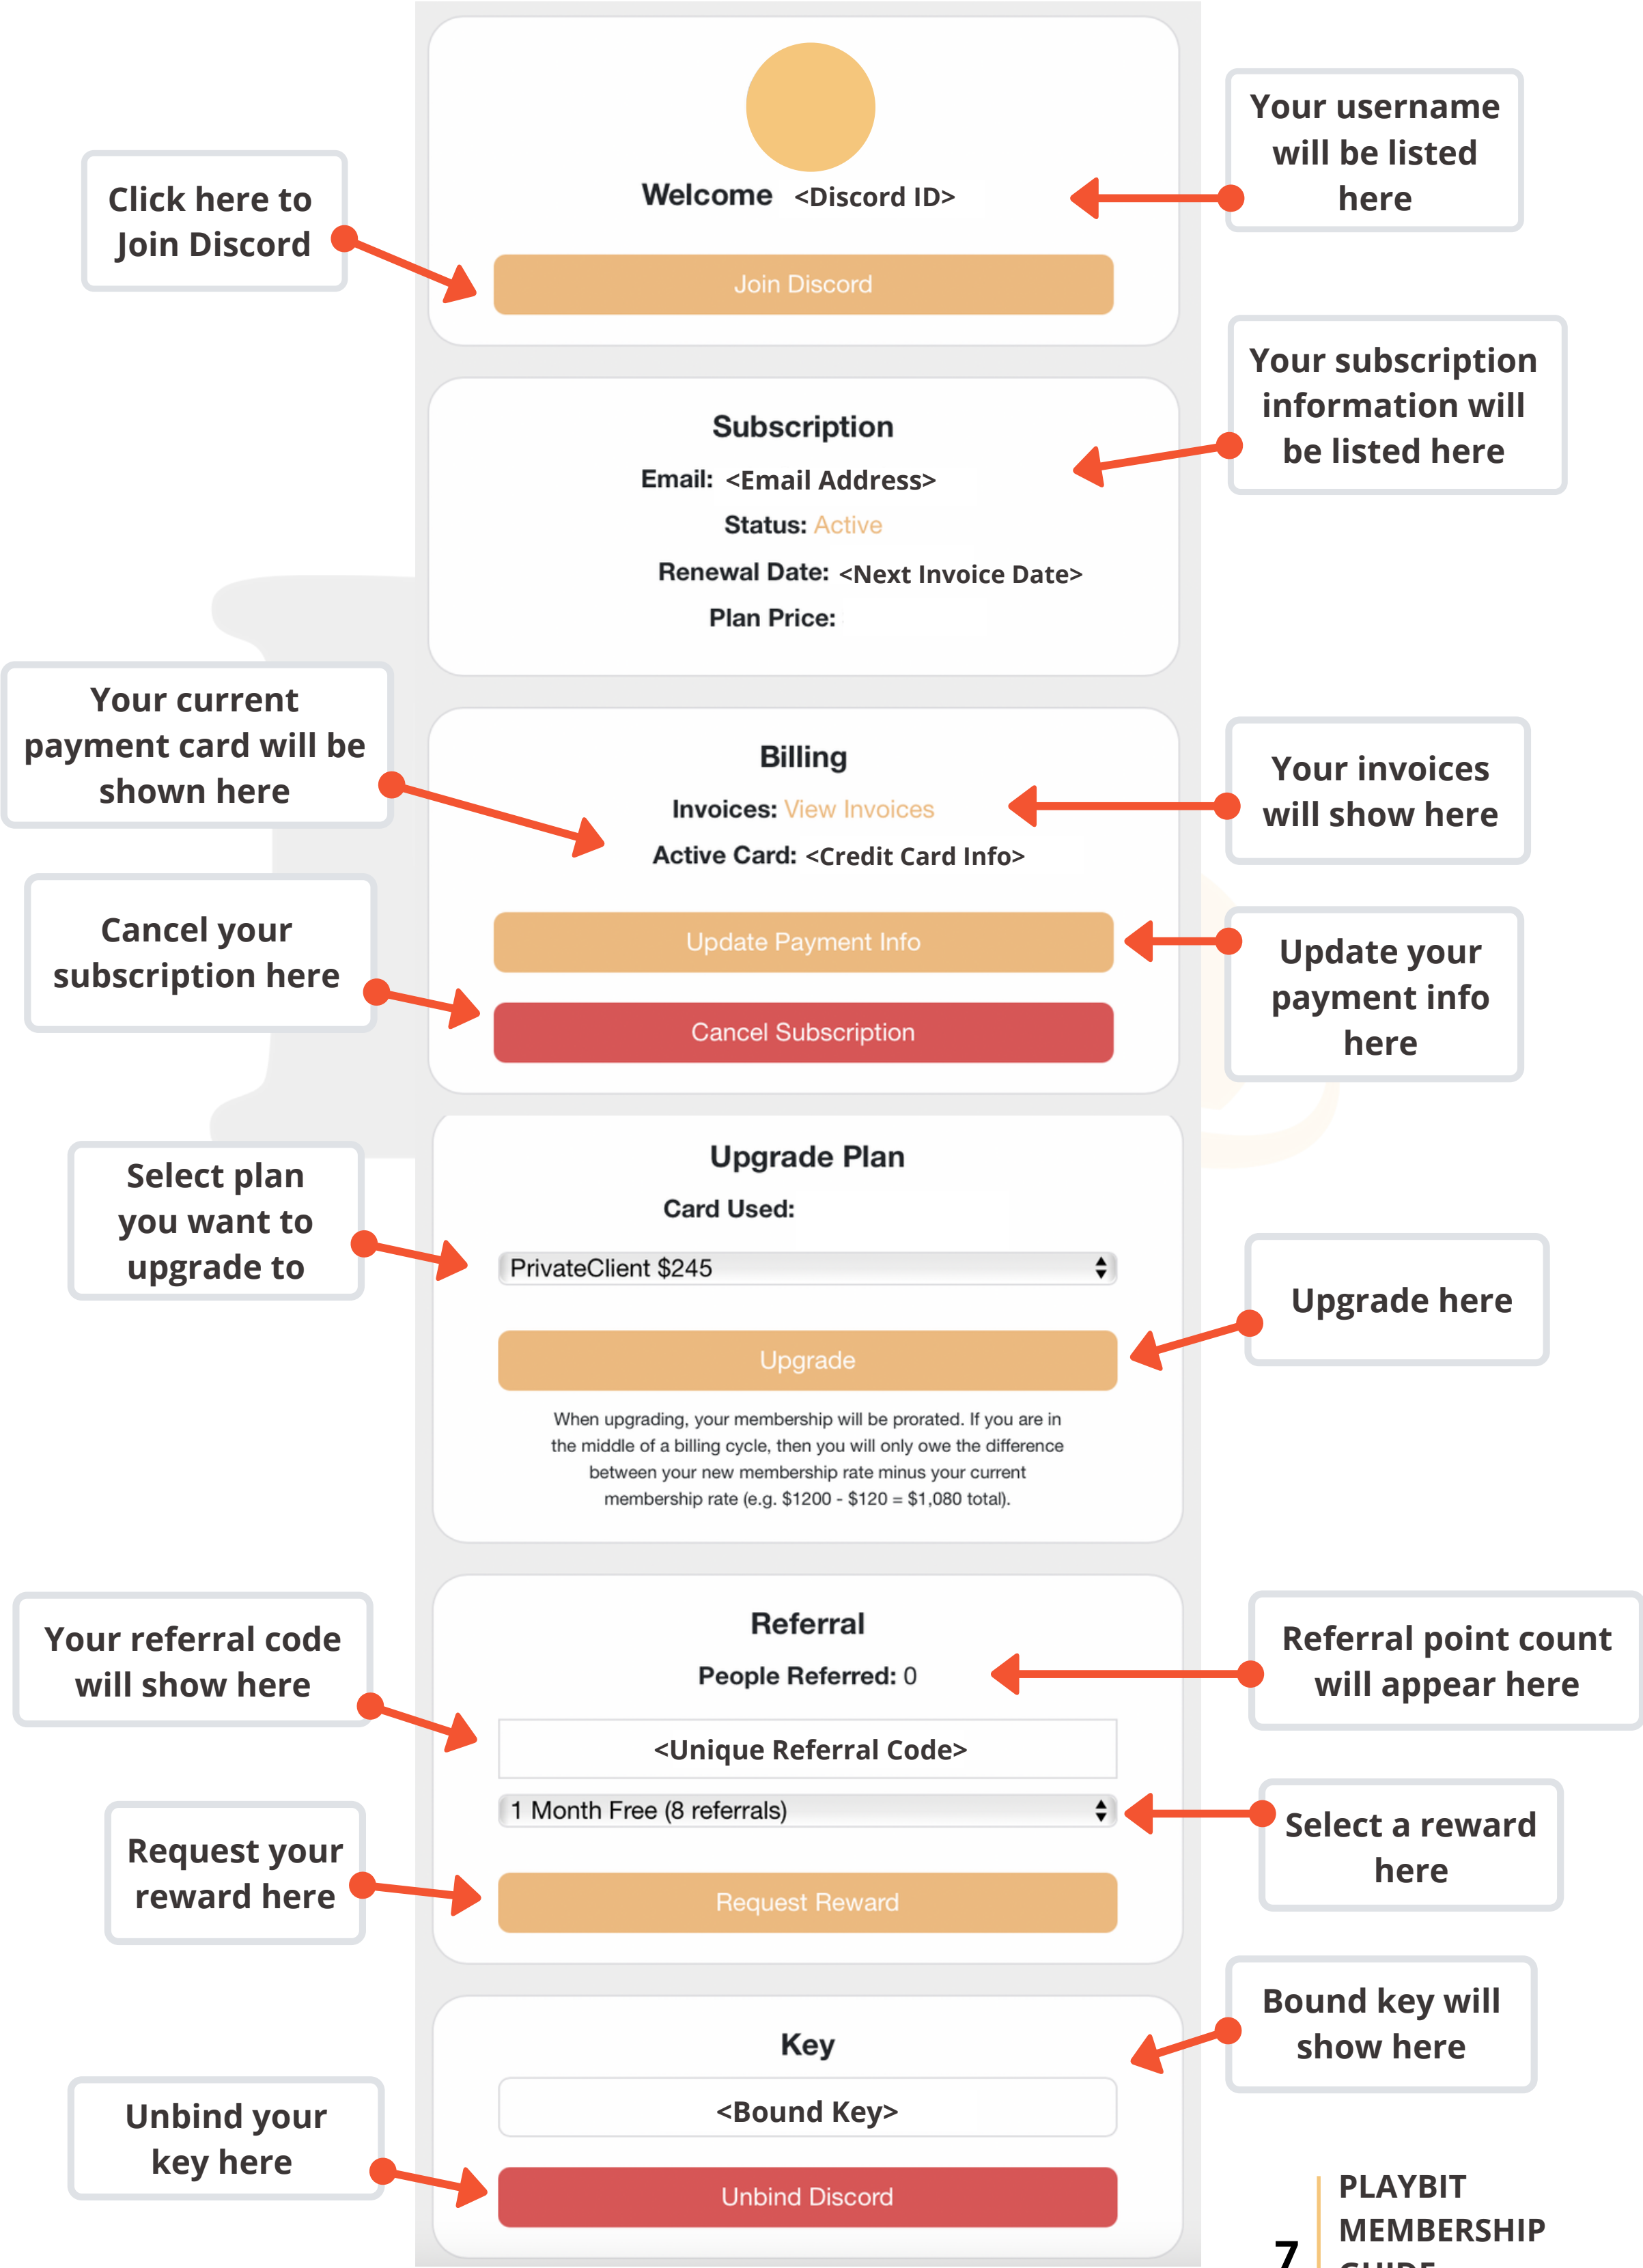 Your username
will be listed
here
Click here to
Join Discord
Welcome <Discord ID>
Join Discord
Your subscription
information will
be listed here
Subscription
Email: <Email Address>
Status: Active
Renewal Date: <Next Invoice Date>
Plan Price:
Your current
payment card will be
shown here
Your invoices
will show here
Billing
Invoices: View Invoices
Active Card: <Credit Card Info>
Cancel your
subscription here
Update your
payment info
here
Update Payment Info
Cancel Subscription
Select plan
you want to
upgrade to
Upgrade Plan
Card Used:
PrivateClient $245
Upgrade here
Upgrade
When upgrading, your membership will be prorated. If you are in
the middle of a billing cycle, then you will only owe the difference
between your new membership rate minus your current
membership rate (e.g. $1200 - $120 = $1,080 total).
Your referral code
will show here
Referral point count
will appear here
Referral
People Referred: 0
<Unique Referral Code>
1 Month Free (8 referrals)
Select a reward
here
Request your
reward here
Request Reward
Bound key will
show here
Key
<Bound Key>
Unbind your
key here
Unbind Discord
7
PLAYBIT
MEMBERSHIP
GUIDE